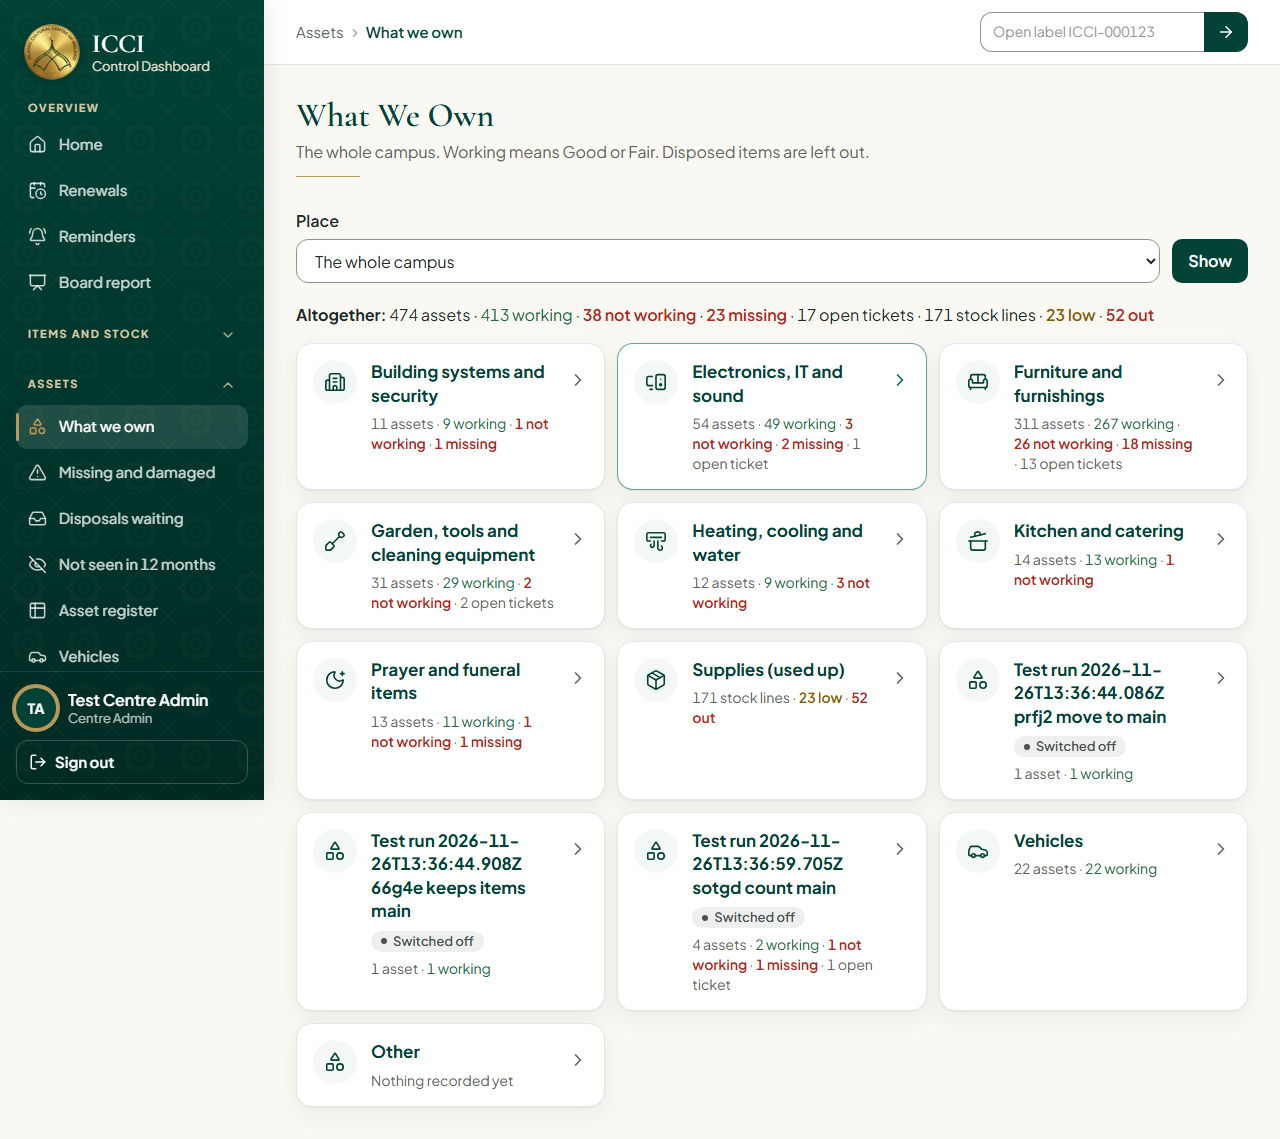 ICCI
Control Dashboard
OVERVIEW
Home
Renewals
Reminders
Board report
ITEMS AND STOCK
ASSETS
What we own
Missing and damaged
Disposals waiting
Not seen in 12 months
Asset register
Vehicles
TA
Test Centre Admin
Centre Admin
Sign out
Assets
What we own
Open label ICCI-000123
What We Own
The whole campus. Working means Good or Fair. Disposed items are left out.
Place
The whole campus
Show
Altogether: 474 assets · 413 working · 38 not working · 23 missing · 17 open tickets · 171 stock lines · 23 low · 52 out
Building systems and
security
11 assets · 9 working · 1 not
working · 1 missing
Electronics, IT and
sound
54 assets · 49 working · 3
not working · 2 missing · 1
open ticket
Furniture and
furnishings
311 assets · 267 working ·
26 not working · 18 missing
· 13 open tickets
Garden, tools and
cleaning equipment
31 assets · 29 working · 2
not working · 2 open tickets
Heating, cooling and
water
12 assets · 9 working · 3 not
working
Kitchen and catering
14 assets · 13 working · 1
not working
Prayer and funeral
items
13 assets · 11 working · 1
not working · 1 missing
Supplies (used up)
171 stock lines · 23 low · 52
out
Test run 2026-11-
26T13:36:44.086Z
prfj2 move to main
Switched off
1 asset · 1 working
Test run 2026-11-
26T13:36:44.908Z
66g4e keeps items
main
Switched off
1 asset · 1 working
Test run 2026-11-
26T13:36:59.705Z
sotgd count main
Switched off
4 assets · 2 working · 1 not
working · 1 missing · 1 open
ticket
Vehicles
22 assets · 22 working
Other
Nothing recorded yet